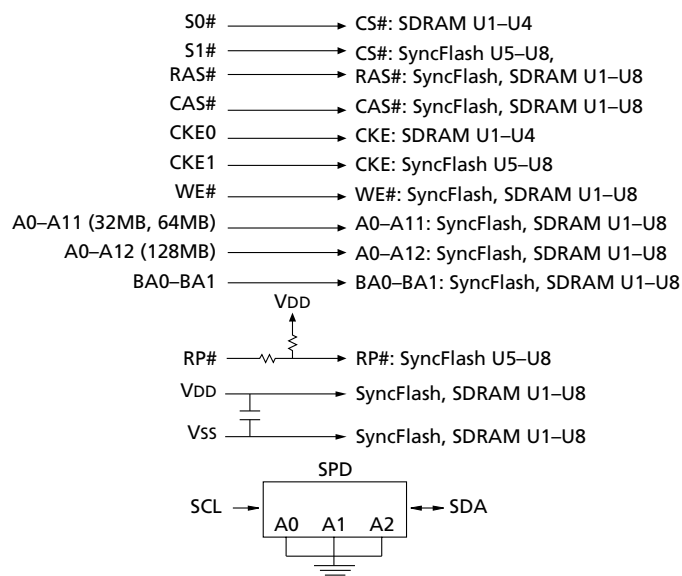 S0# CS#: SDRAM U1–U4
S1# CS#: SyncFlash U5–U8,
RAS# RAS#: SyncFlash, SDRAM U1–U8
CAS# CAS#: SyncFlash, SDRAM U1–U8
CKE0 CKE: SDRAM U1–U4
CKE1 CKE: SyncFlash U5–U8
WE# WE#: SyncFlash, SDRAM U1–U8
A0–A11 (32MB, 64MB) A0–A11: SyncFlash, SDRAM U1–U8
A0–A12 (128MB) A0–A12: SyncFlash, SDRAM U1–U8
BA0–BA1 BA0–BA1: SyncFlash, SDRAM U1–U8
VDD
RP# RP#: SyncFlash U5–U8
VDD SyncFlash, SDRAM U1–U8
VSS SyncFlash, SDRAM U1–U8
SPD
SCL SDA
A0 A1 A2